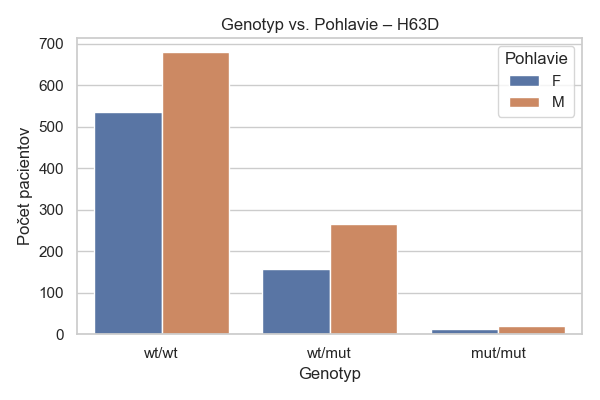 Genotyp vs. Pohlavie – H63D
Pohlavie
F
M
Počet pacientov
700
600
500
400
300
200
100
0
wt/wt
wt/mut
mut/mut
Genotyp